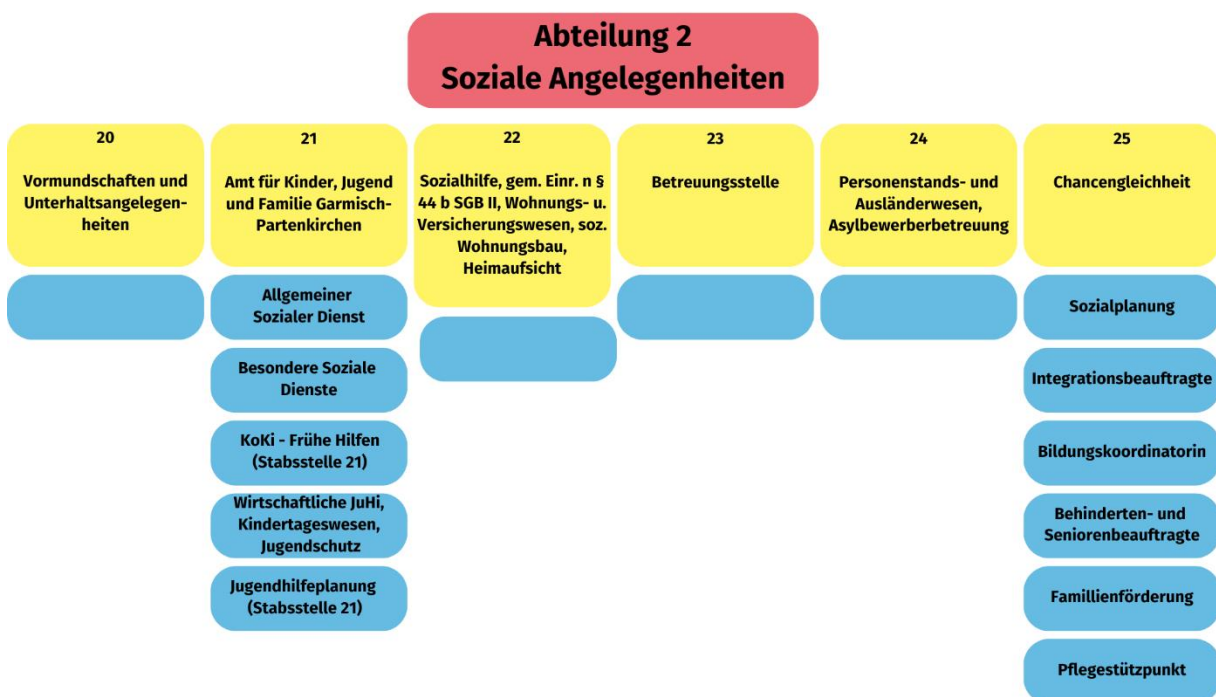 Abteilung 2
Soziale Angelegenheiten
20
Vormundschaften und
Unterhaltsangelegen-
heiten
21
Amt für Kinder, Jugend
und Familie Garmisch-
Partenkirchen
22
Sozialhilfe, gem. Einr. n §
44 b SGB II, Wohnungs- u.
Versicherungswesen, soz.
Wohnungsbau,
Heimaufsicht
23
Betreuungsstelle
24
Personenstands- und
Ausländerwesen,
Asylbewerberbetreuung
25
Chancengleichheit
Allgemeiner
Sozialer Dienst
Besondere Soziale
Dienste
KoKi - Frühe Hilfen
(Stabsstelle 21)
Wirtschaftliche JuHi,
Kindertageswesen,
Jugendschutz
Jugendhilfeplanung
(Stabsstelle 21)
Sozialplanung
Integrationsbeauftragte
Bildungskoordinatorin
Behinderten- und
Seniorenbeauftragte
Famillienförderung
Pflegestützpunkt